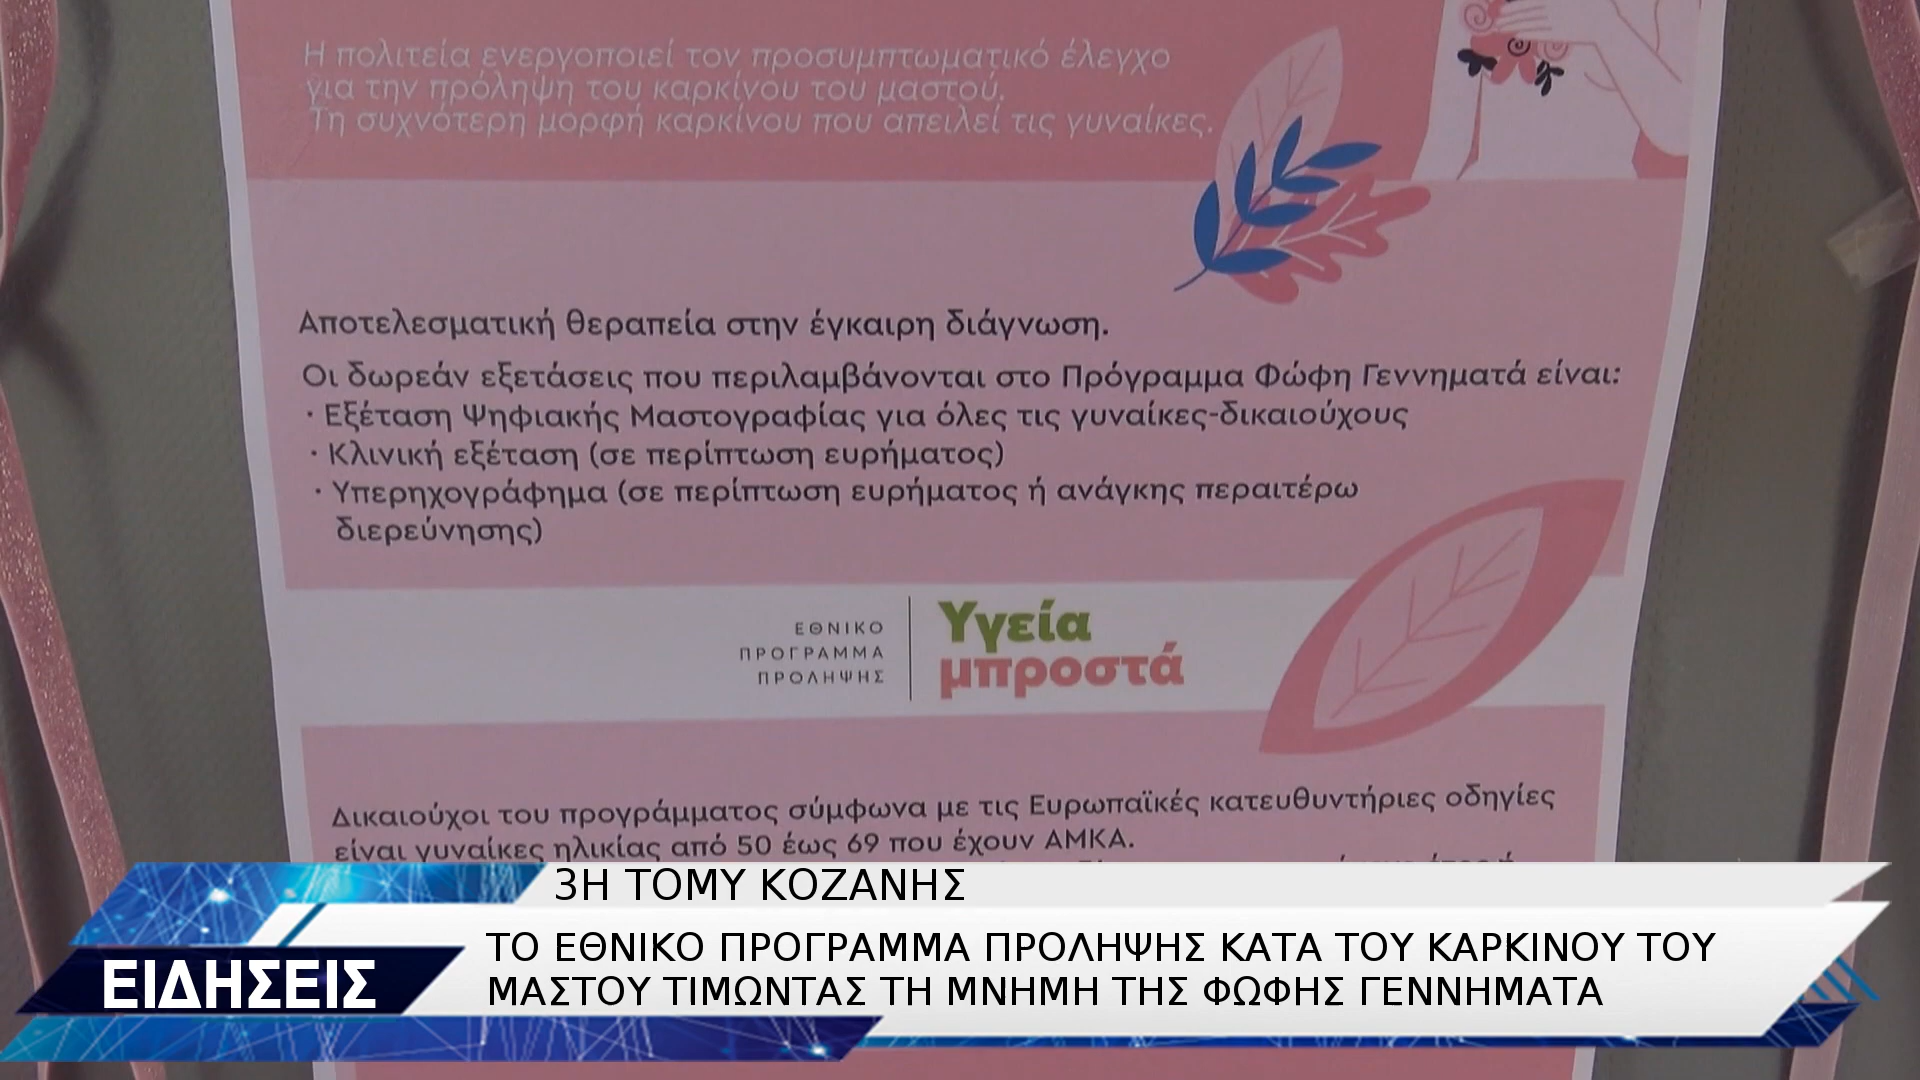 Η πολιτεία ενεργοποιεί τον προσυμπτωματικό έλεγχο
για την πρόληψη του καρκίνου του μαστού.
Τη συχνότερη μορφή καρκίνου που απειλεί τις γυναίκες.
Αποτελεσματική θεραπεία στην έγκαιρη διάγνωση.
Οι δωρεάν εξετάσεις που περιλαμβάνονται στο Πρόγραμμα Φώφη Γεννηματά είναι:
· Εξέταση Ψηφιακής Μαστογραφίας για όλες τις γυναίκες-δικαιούχους
· Κλινική εξέταση (σε περίπτωση ευρήματος)
· Υπερηχογράφημα (σε περίπτωση ευρήματος ή ανάγκης περαιτέρω
διερεύνησης)
ΕΘΝΙΚΟ
ΠΡΟΓΡΑΜΜΑ
ΠΡΟΛΗΨΗΣ
Υγεία
μπροστά
Δικαιούχοι του προγράμματος σύμφωνα με τις Ευρωπαϊκές κατευθυντήριες οδηγίες
είναι γυναίκες ηλικίας από 50 έως 69 που έχουν ΑΜΚΑ.
3Η ΤΟΜΥ ΚΟΖΑΝΗΣ
ΕΙΔΗΣΕΙΣ
ΤΟ ΕΘΝΙΚΟ ΠΡΟΓΡΑΜΜΑ ΠΡΟΛΗΨΗΣ ΚΑΤΑ ΤΟΥ ΚΑΡΚΙΝΟΥ ΤΟΥ
ΜΑΣΤΟΥ ΤΙΜΩΝΤΑΣ ΤΗ ΜΝΗΜΗ ΤΗΣ ΦΩΦΗΣ ΓΕΝΝΗΜΑΤΑ